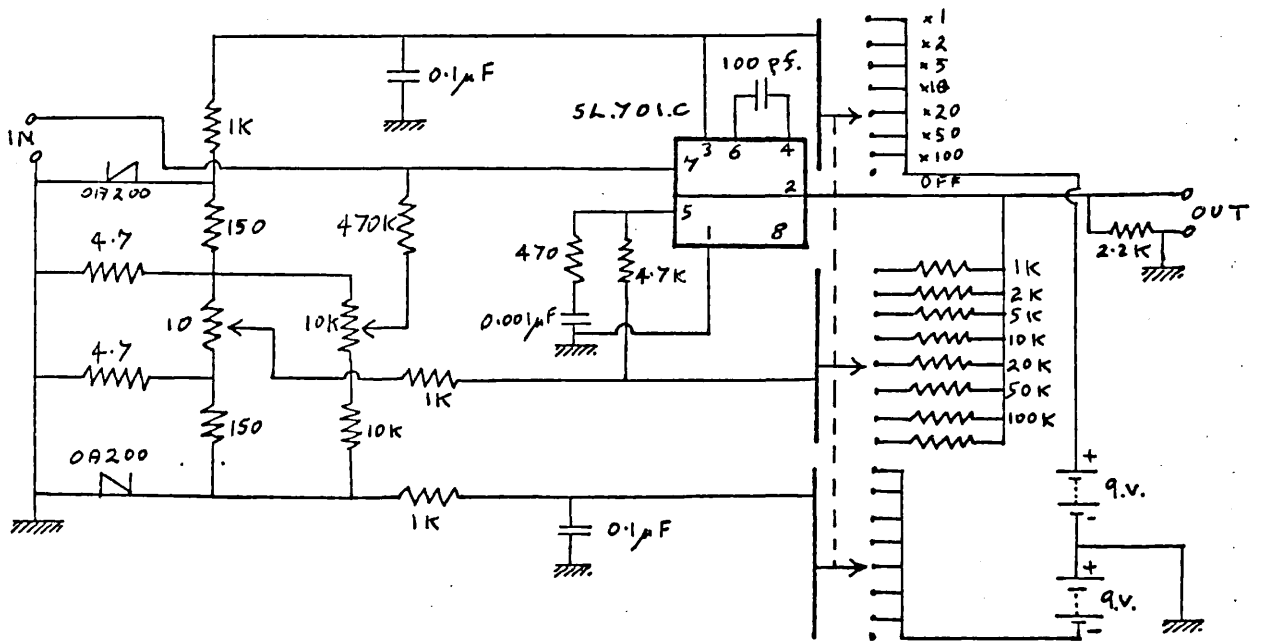 × 1
× 2
× 5
×10
× 20
× 50
× 100
OFF
100 pf.
0.1µF
SL.701.C
1K
IN
3 6 4
7
2
OA200
5
1 8
OUT
150
470K
4.7
470
4.7K
2.2K
1K
2K
10
10K
0.001µF
5K
10K
4.7
20K
1K
50K
150
10K
100K
OA200
+
9.v.
-
1K
0.1µF
+
9.v.
-